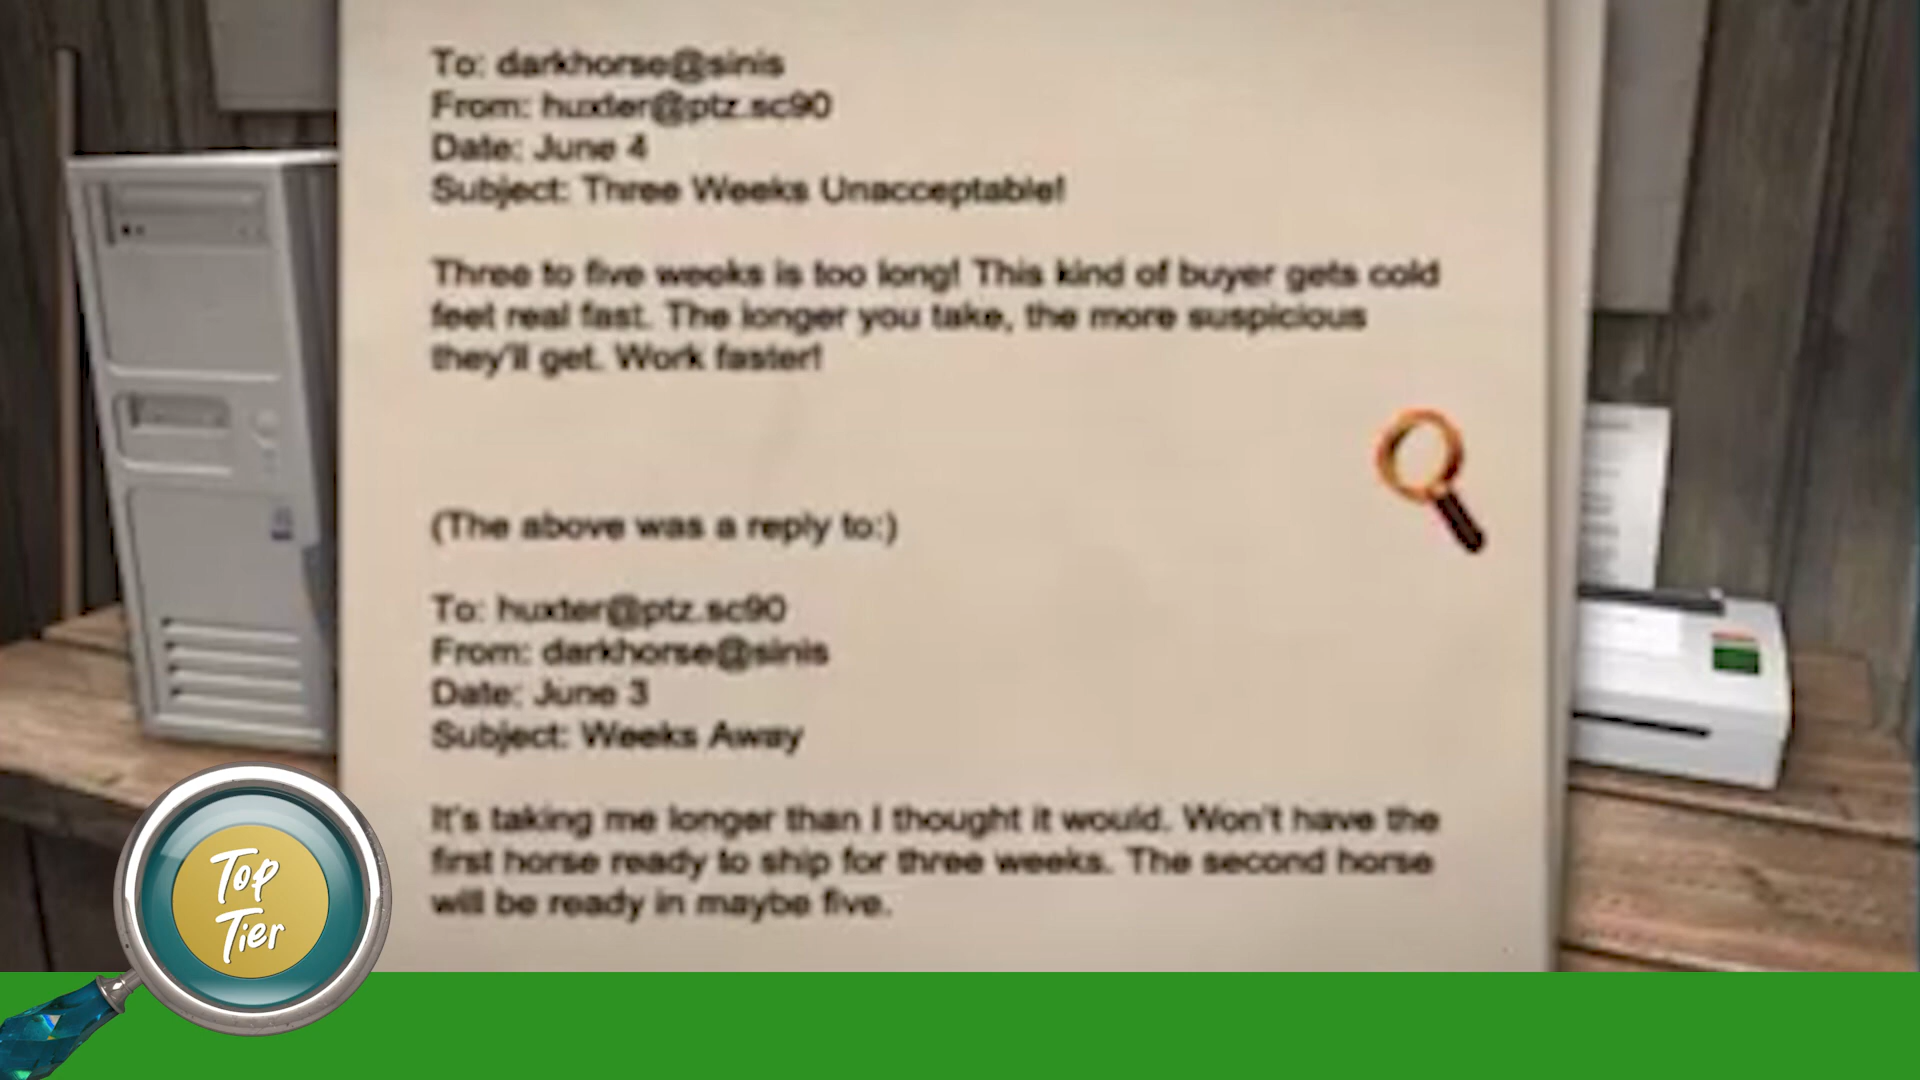 To: darkhorse@sinis
From: huxter@ptz.sc90
Date: June 4
Subject: Three Weeks Unacceptable!
Three to five weeks is too long! This kind of buyer gets cold
feet real fast. The longer you take, the more suspicious
they'll get. Work faster!
(The above was a reply to:)
To: huxter@ptz.sc90
From: darkhorse@sinis
Date: June 3
Subject: Weeks Away
It's taking me longer than I thought it would. Won't have the
first horse ready to ship for three weeks. The second horse
will be ready in maybe five.
Top
Tier